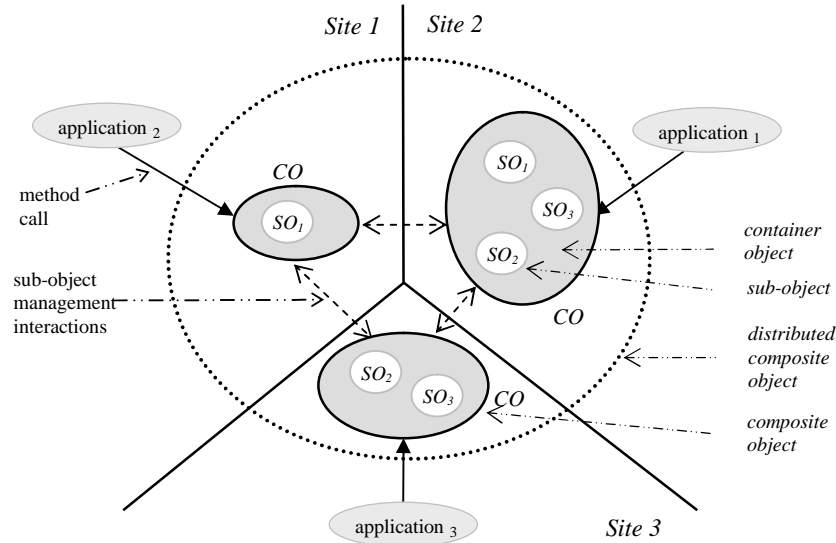 Site 1
Site 2
application 2
application 1
method
call
CO
SO1
SO1
SO3
SO2
CO
container
object
sub-object
sub-object
management
interactions
distributed
composite
object
SO2
SO3
CO
composite
object
application 3
Site 3